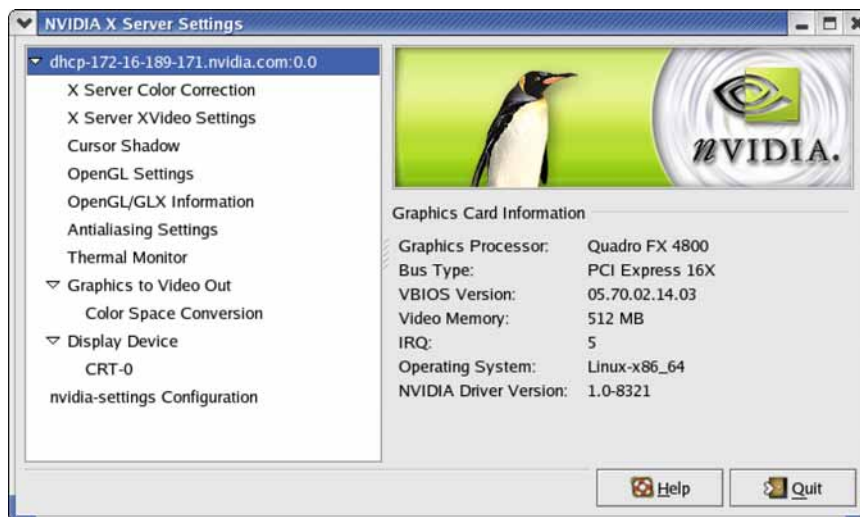 NVIDIA X Server Settings
dhcp-172-16-189-171.nvidia.com:0.0
X Server Color Correction
X Server XVideo Settings
Cursor Shadow
OpenGL Settings
OpenGL/GLX Information
Antialiasing Settings
Thermal Monitor
Graphics to Video Out
Color Space Conversion
Display Device
CRT-0
nvidia-settings Configuration
nVIDIA.
Graphics Card Information
Graphics Processor: Quadro FX 4800
Bus Type: PCI Express 16X
VBIOS Version: 05.70.02.14.03
Video Memory: 512 MB
IRQ: 5
Operating System: Linux-x86_64
NVIDIA Driver Version: 1.0-8321
Help
Quit